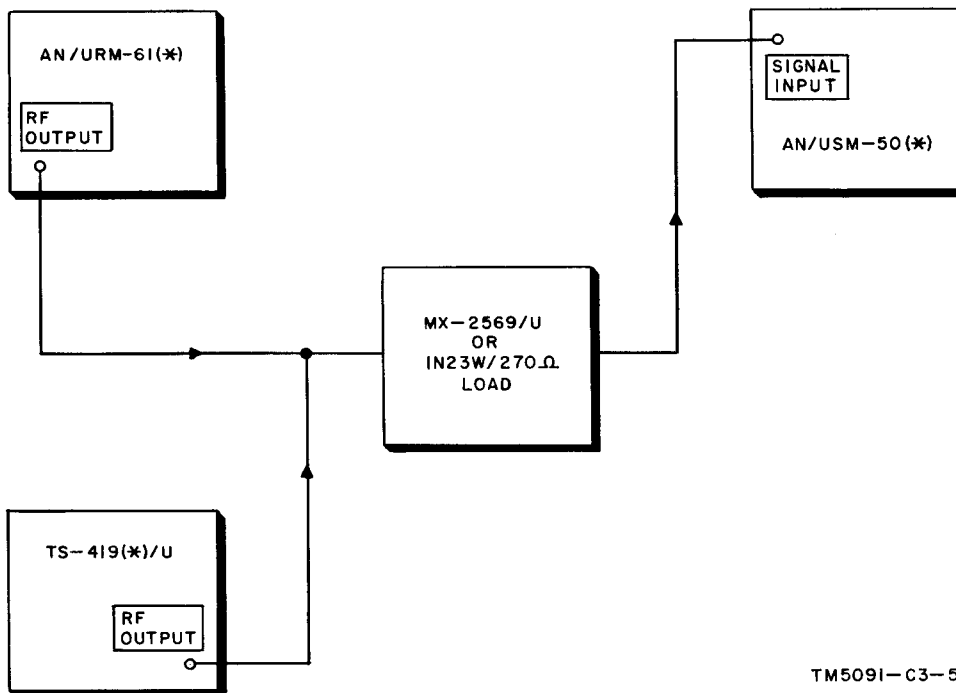 AN/URM-61(*)
RF
OUTPUT
SIGNAL
INPUT
AN/USM-50(*)
MX-2569/U
OR
IN23W/270Ω
LOAD
TS-419(*)/U
RF
OUTPUT
TM5091-C3-5